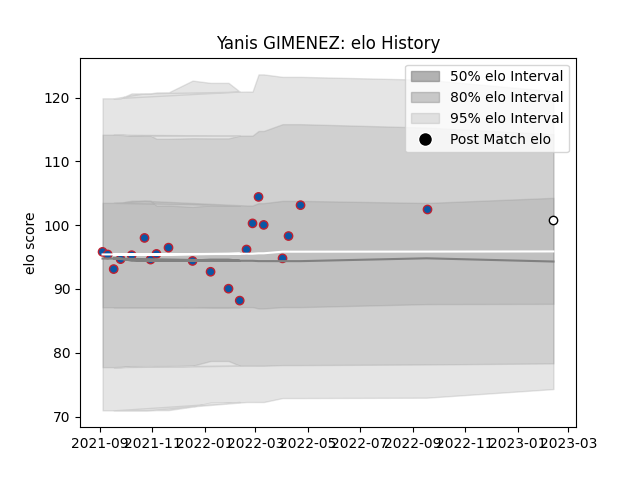 Yanis GIMENEZ: elo History
50% elo Interval
80% elo Interval
95% elo Interval
Post Match elo
elo score
120
110
100
90
80
70
2021-09
2021-11
2022-01
2022-03
2022-05
2022-07
2022-09
2022-11
2023-01
2023-03